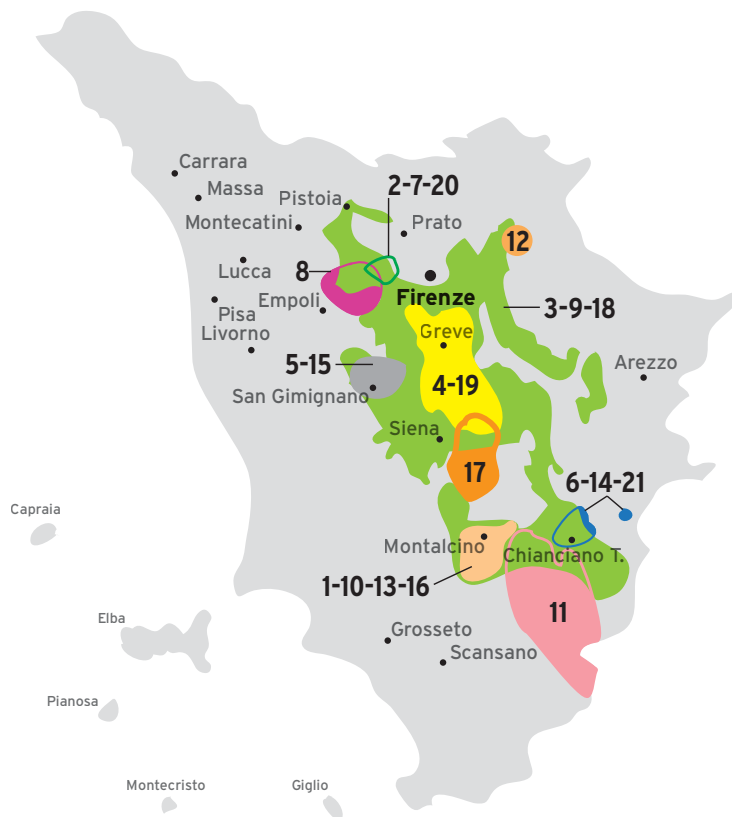 Carrara
Massa
Pistoia
2-7-20
Montecatini
Prato
12
Lucca
8
Empoli
Firenze
Pisa
3-9-18
Livorno
Greve
5-15
Arezzo
San Gimignano
4-19
Siena
17
6-14-21
Capraia
Montalcino
Chianciano T.
1-10-13-16
11
Elba
Grosseto
Scansano
Pianosa
Montecristo
Giglio